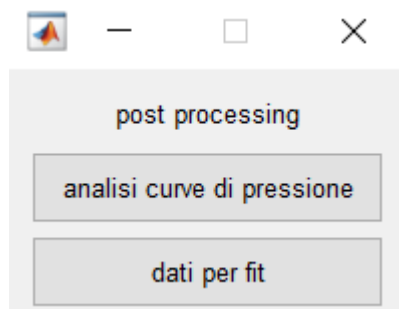 post processing
analisi curve di pressione
dati per fit